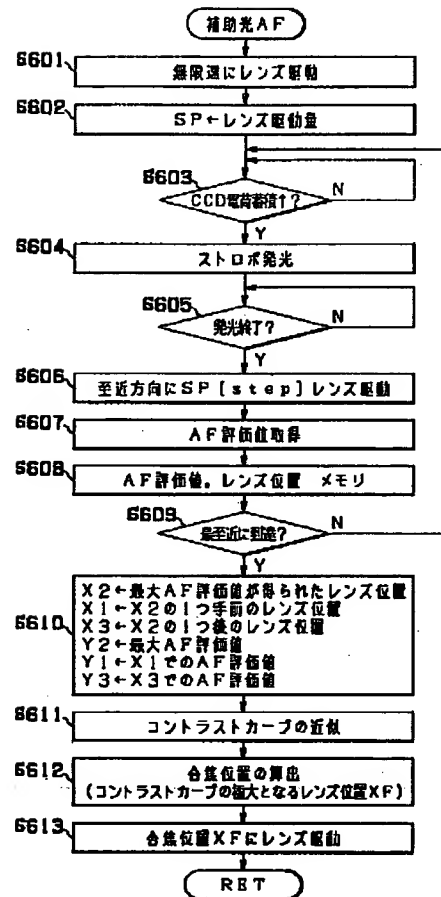 補助光AF
S601
無限遠にレンズ駆動
S602
SP←レンズ駆動量
S603
CCD電荷蓄積↑?
N
Y
S604
ストロボ発光
S605
発光終了?
N
Y
S606
至近方向にSP[step]レンズ駆動
S607
AF評価値取得
S608
AF評価値。レンズ位置 メモリ
S609
最至近に到達?
N
Y
S610
X2←最大AF評価値が得られたレンズ位置
X1←X2の1つ手前のレンズ位置
X3←X2の1つ後のレンズ位置
Y2←最大AF評価値
Y1←X1でのAF評価値
Y3←X3でのAF評価値
S611
コントラストカーブの近似
S612
合焦位置の算出
(コントラストカーブの極大となるレンズ位置XF)
S613
合焦位置XFにレンズ駆動
RET